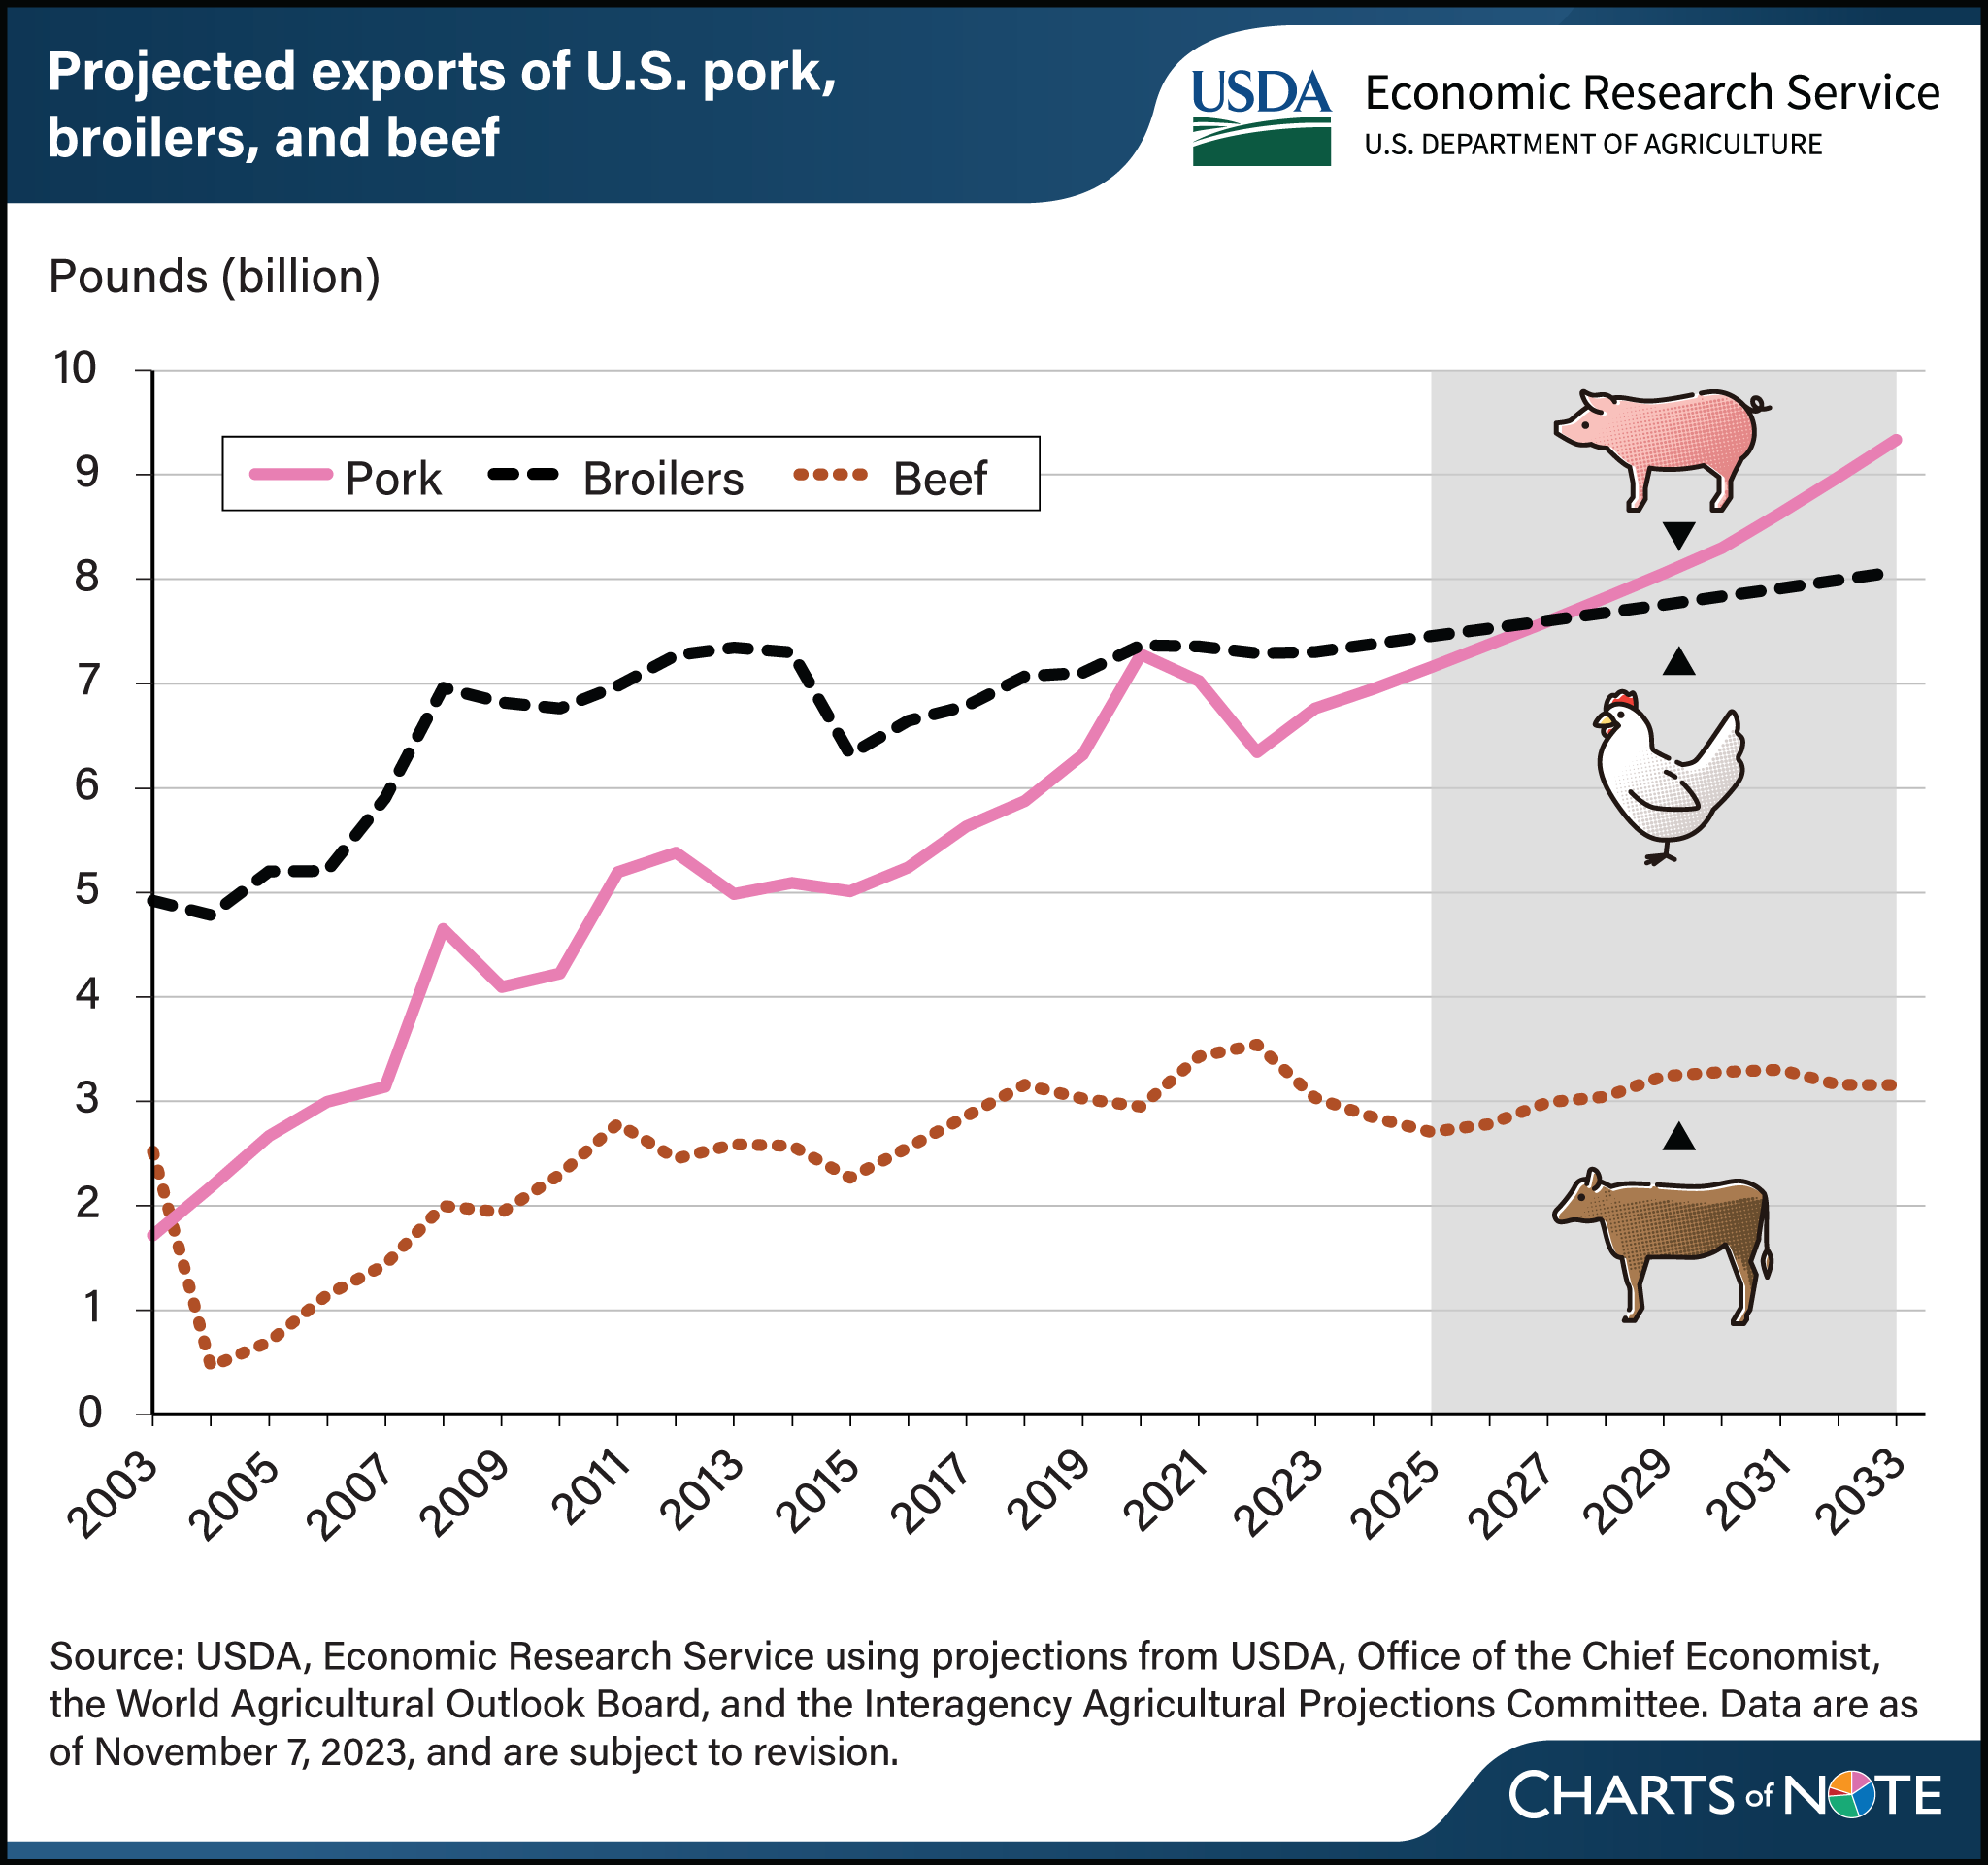 Projected exports of U.S. pork,
broilers, and beef
USDA
Economic Research Service
U.S. DEPARTMENT OF AGRICULTURE
Pounds (billion)
10
9
8
7
6
5
4
3
2
1
0
Pork Broilers Beef
2003 2005 2007 2009 2011 2013 2015 2017 2019 2021 2023 2025 2027 2029 2031 2033
Source: USDA, Economic Research Service using projections from USDA, Office of the Chief Economist,
the World Agricultural Outlook Board, and the Interagency Agricultural Projections Committee. Data are as
of November 7, 2023, and are subject to revision.
CHARTS of NOTE